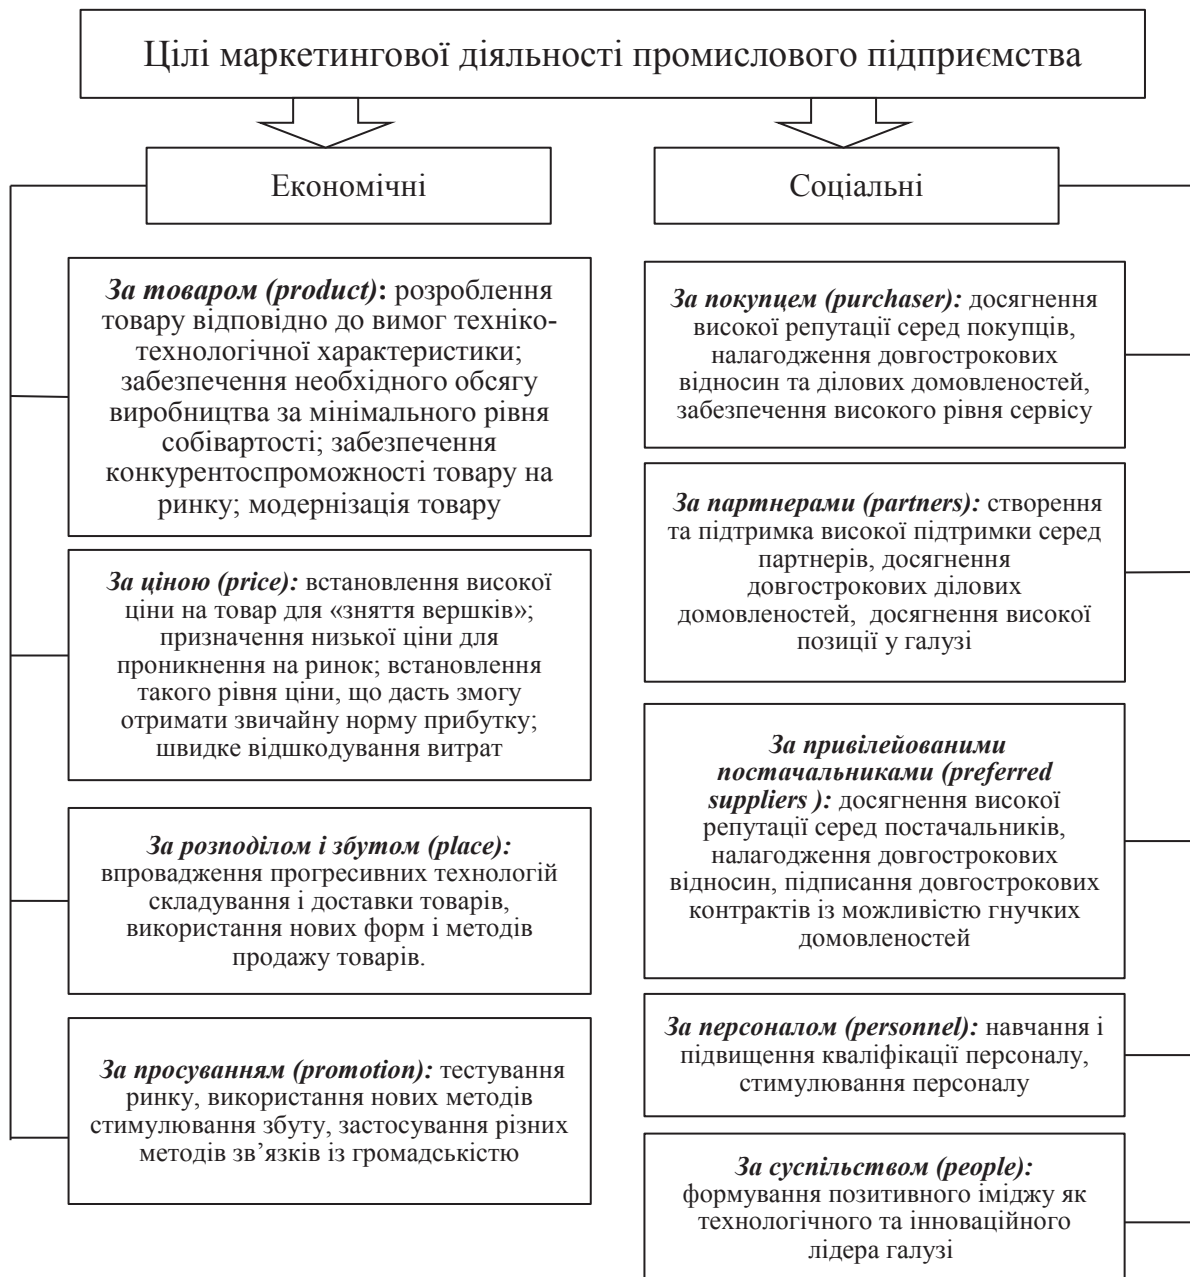 Цілі маркетингової діяльності промислового підприємства
Економічні
Соціальні
За товаром (product): розроблення
товару відповідно до вимог техніко-
технологічної характеристики;
забезпечення необхідного обсягу
виробництва за мінімального рівня
собівартості; забезпечення
конкурентоспроможності товару на
ринку; модернізація товару
За ціною (price): встановлення високої
ціни на товар для «зняття вершків»;
призначення низької ціни для
проникнення на ринок; встановлення
такого рівня ціни, що дасть змогу
отримати звичайну норму прибутку;
швидке відшкодування витрат
За розподілом і збутом (place):
впровадження прогресивних технологій
складування і доставки товарів,
використання нових форм і методів
продажу товарів.
За просуванням (promotion): тестування
ринку, використання нових методів
стимулювання збуту, застосування різних
методів зв’язків із громадськістю
За покупцем (purchaser): досягнення
високої репутації серед покупців,
налагодження довгострокових
відносин та ділових домовленостей,
забезпечення високого рівня сервісу
За партнерами (partners): створення
та підтримка високої підтримки серед
партнерів, досягнення
довгострокових ділових
домовленостей,  досягнення високої
позиції у галузі
За привілейованими
постачальниками (preferred
suppliers ): досягнення високої
репутації серед постачальників,
налагодження довгострокових
відносин, підписання довгострокових
контрактів із можливістю гнучких
домовленостей
За персоналом (personnel): навчання і
підвищення кваліфікації персоналу,
стимулювання персоналу
За суспільством (people):
формування позитивного іміджу як
технологічного та інноваційного
лідера галузі